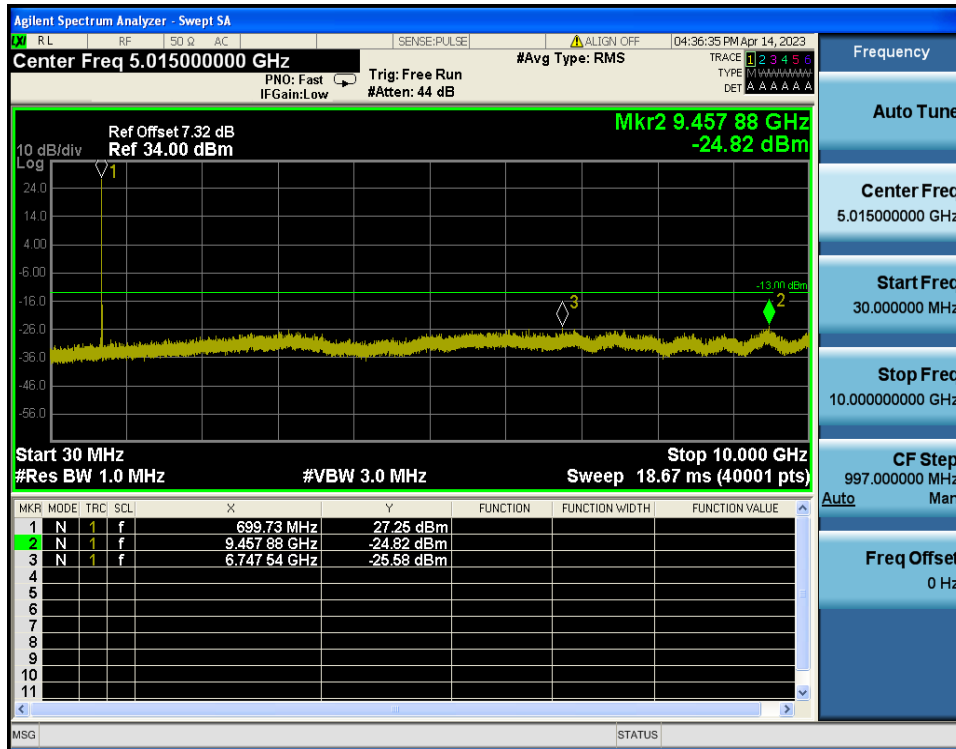 Agilent Spectrum Analyzer - Swept SA
LXI RL RF 50 Ω AC SENSE:PULSE ALIGN OFF 04:36:35 PM Apr 14, 2023
Center Freq 5.015000000 GHz
PNO: Fast
IFGain:Low
Trig: Free Run
#Atten: 44 dB
#Avg Type: RMS
TRACE 1 2 3 4 5 6
TYPE M
DET A A A A A A
Mkr2 9.457 88 GHz
-24.82 dBm
Ref Offset 7.32 dB
10 dB/div Ref 34.00 dBm
Log
1
24.0
14.0
4.00
-6.00
-13.00 dBm
-16.0
3
2
-26.0
-36.0
-46.0
-56.0
Start 30 MHz Stop 10.000 GHz
#Res BW 1.0 MHz #VBW 3.0 MHz Sweep 18.67 ms (40001 pts)
MKR MODE TRC SCL X Y FUNCTION FUNCTION WIDTH FUNCTION VALUE
1 N 1 f 699.73 MHz 27.25 dBm
2 N 1 f 9.457 88 GHz -24.82 dBm
3 N 1 f 6.747 54 GHz -25.58 dBm
4
5
6
7
8
9
10
11
MSG STATUS
Frequency
Auto Tune
Center Freq
5.015000000 GHz
Start Freq
30.000000 MHz
Stop Freq
10.000000000 GHz
CF Step
997.000000 MHz
Auto Man
Freq Offset
0 Hz